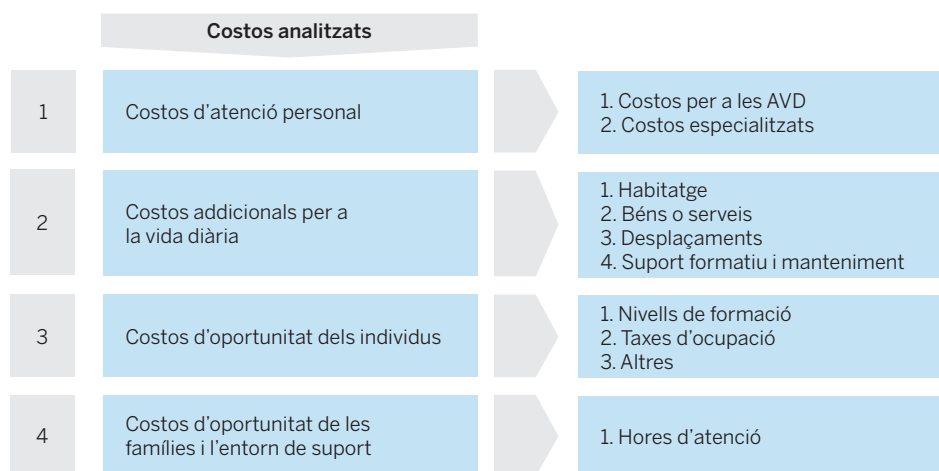 Costos analitzats
1
Costos d'atenció personal
1. Costos per a les AVD
2. Costos especialitzats
2
Costos addicionals per a
la vida diària
1. Habitatge
2. Béns o serveis
3. Desplaçaments
4. Suport formatiu i manteniment
3
Costos d'oportunitat dels individus
1. Nivells de formació
2. Taxes d'ocupació
3. Altres
4
Costos d'oportunitat de les
famílies i l'entorn de suport
1. Hores d'atenció